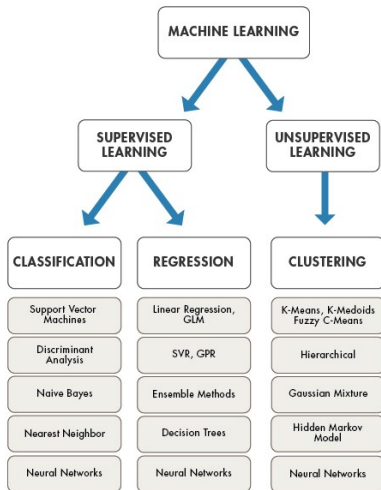 MACHINE LEARNING
SUPERVISED
LEARNING
UNSUPERVISED
LEARNING
CLASSIFICATION
REGRESSION
CLUSTERING
Support Vector
Machines
Linear Regression,
GLM
K-Means, K-Medoids
Fuzzy C-Means
Discriminant
Analysis
SVR, GPR
Hierarchical
Naive Bayes
Ensemble Methods
Gaussian Mixture
Nearest Neighbor
Decision Trees
Hidden Markov
Model
Neural Networks
Neural Networks
Neural Networks